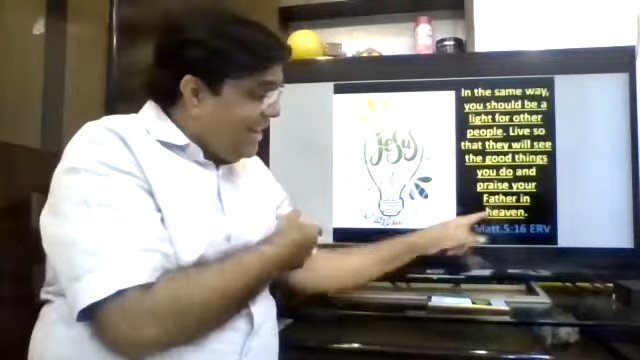 jesus
In the same way,
you should be a
light for other
people. Live so
that they will see
the good things
you do and
praise your
Father in
heaven.
Matt.5:16 ERV